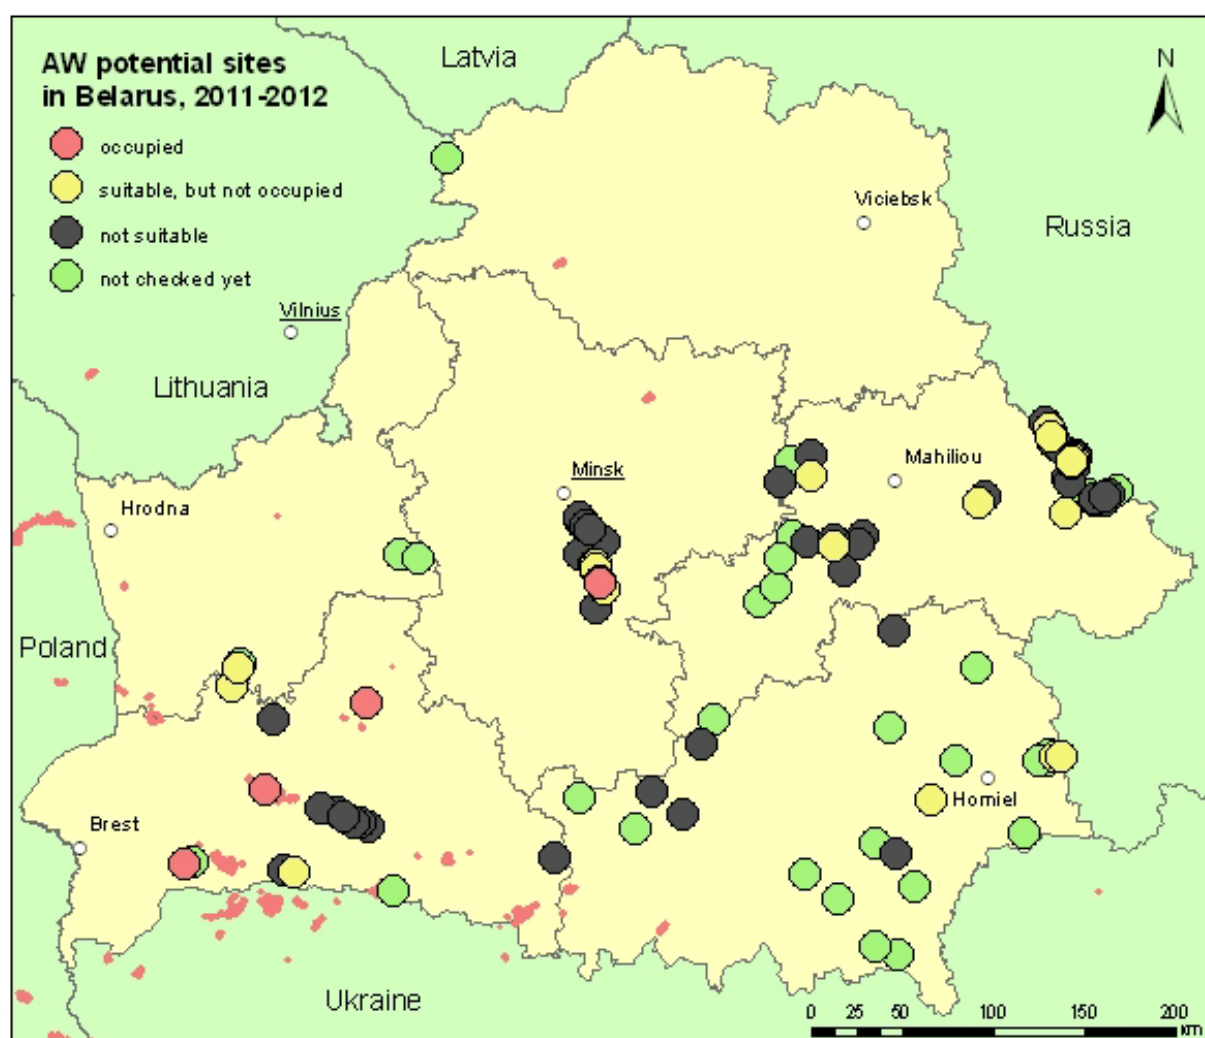 AW potential sites
in Belarus, 2011-2012
occupied
suitable, but not occupied
not suitable
not checked yet
Latvia
N
Viciebsk
Russia
Vilnius
Lithuania
Minsk
Mahiliou
Hrodna
Poland
Brest
Homiel
Ukraine
0 25 50 100 150 200
km